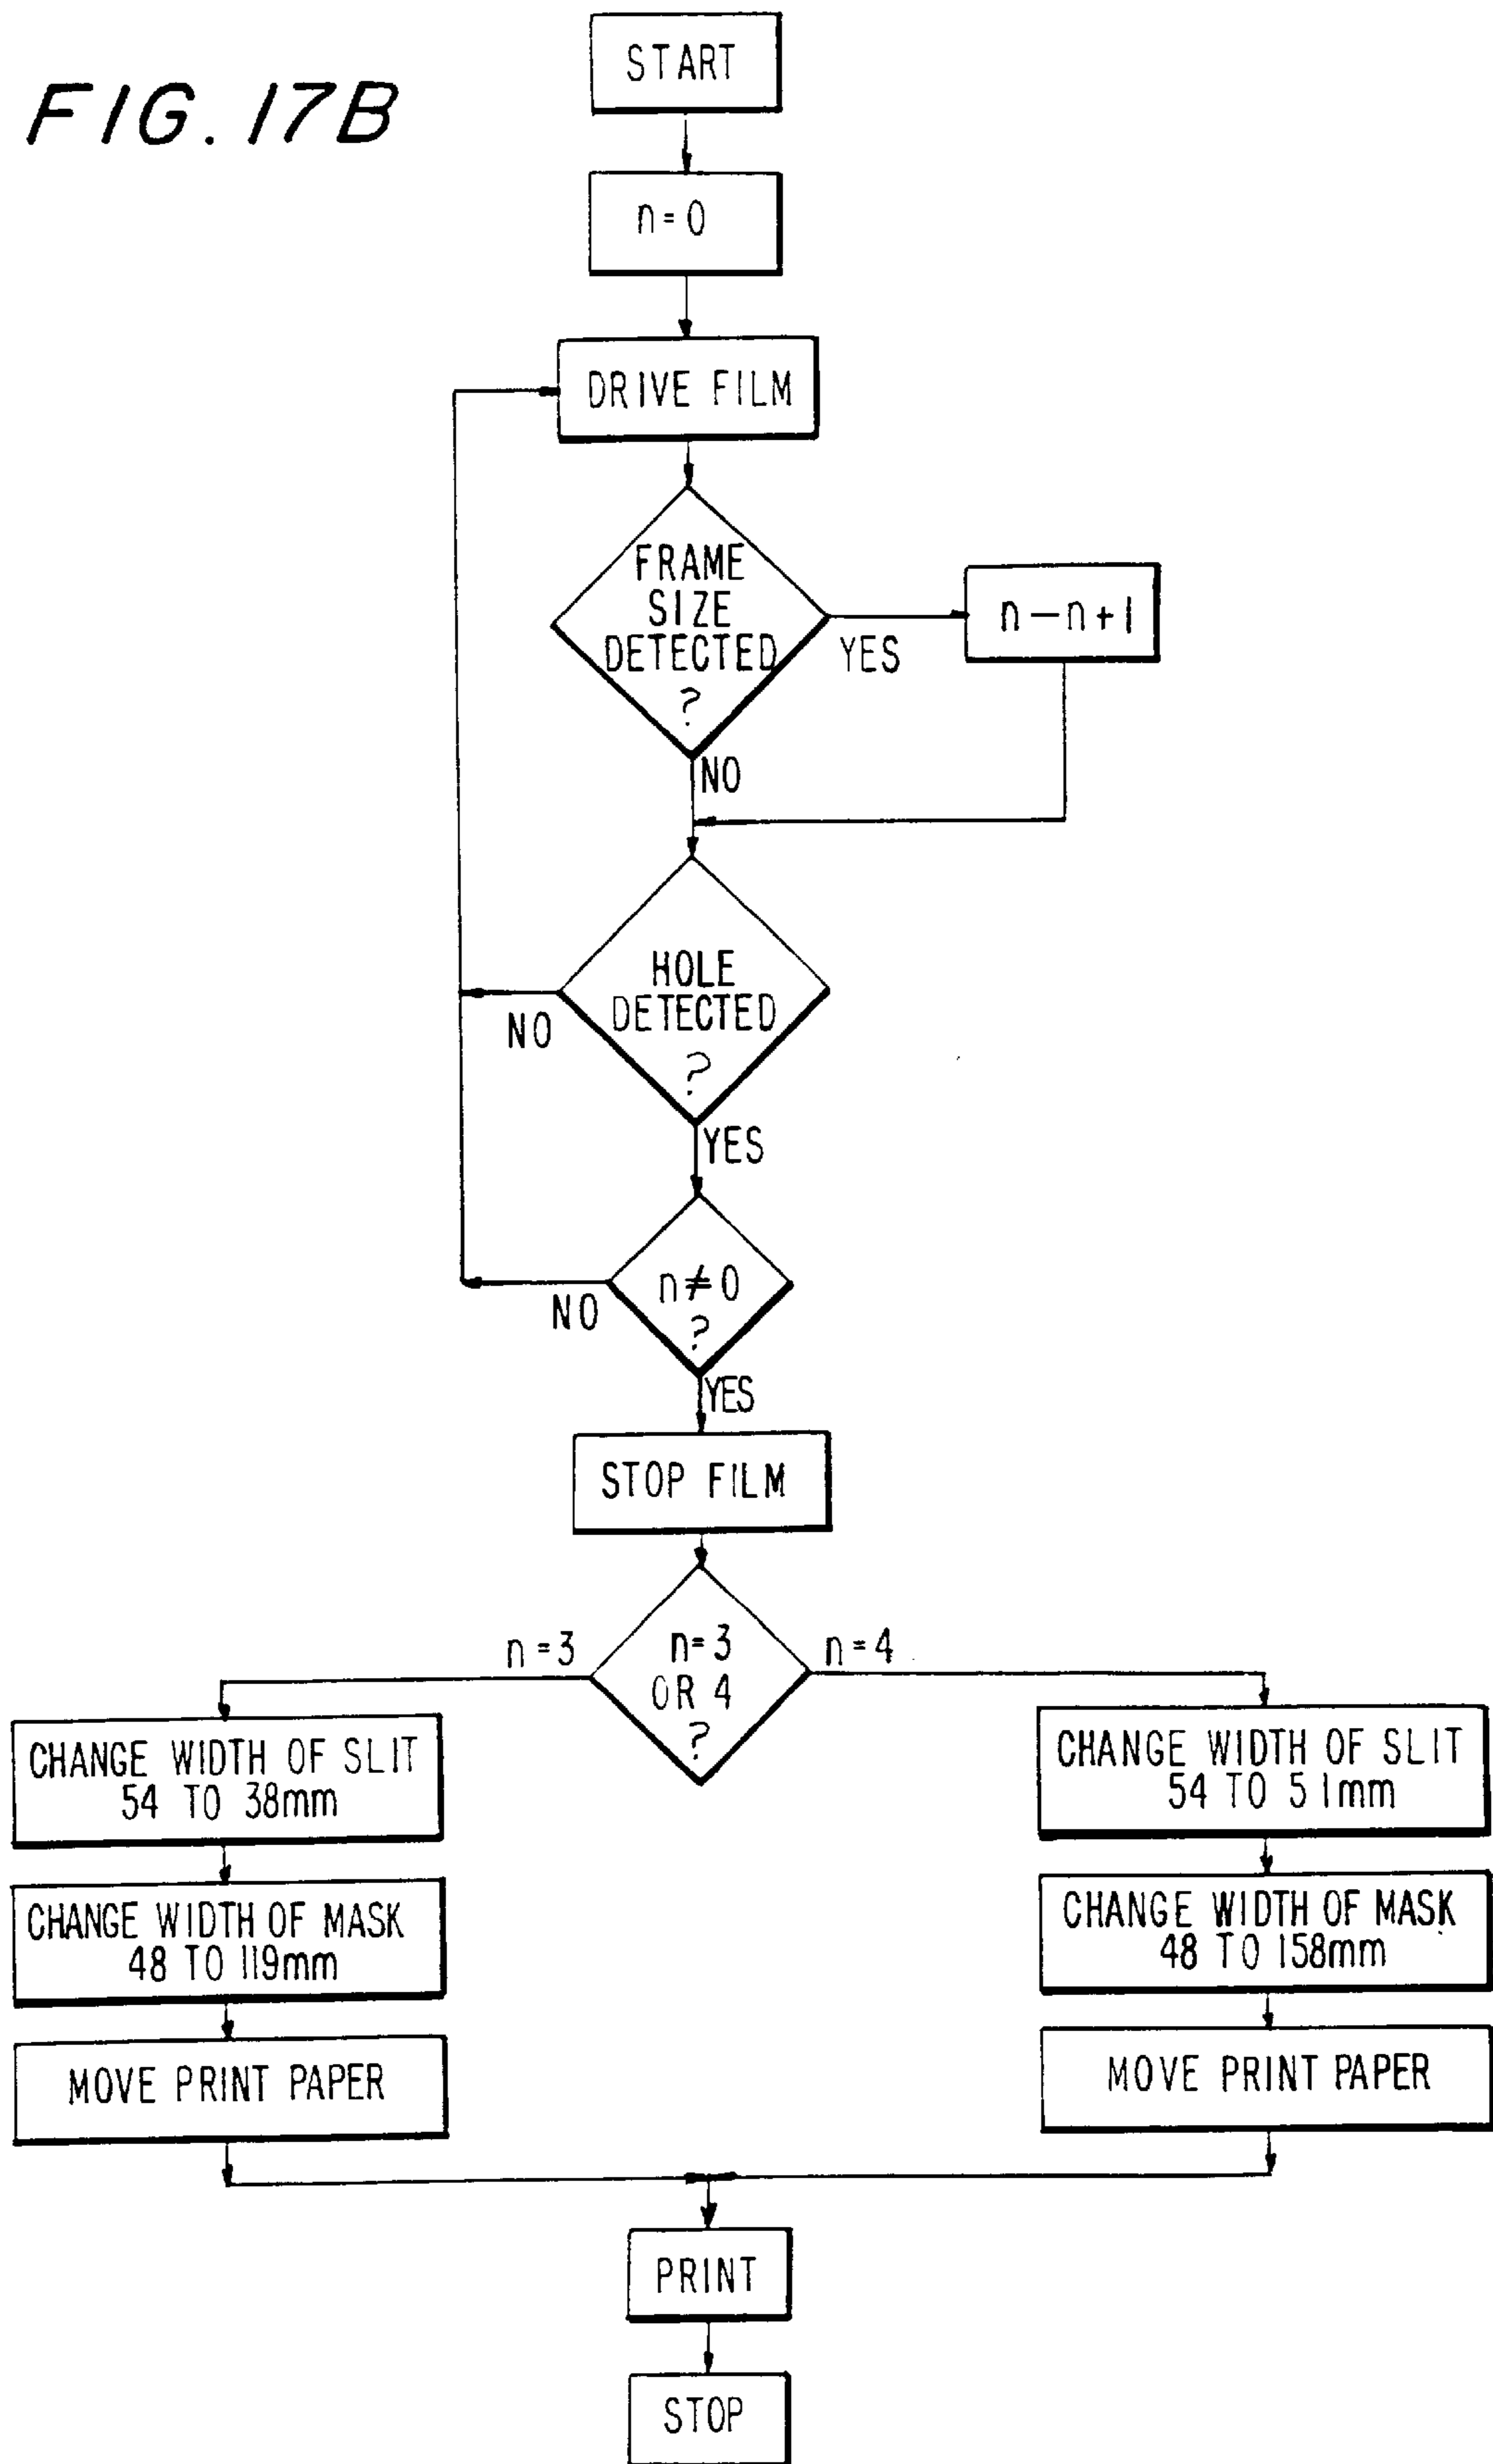 FIG. 17B
START
n=0
DRIVE FILM
FRAME
SIZE
DETECTED
?
YES
n-n+1
NO
HOLE
DETECTED
?
NO
YES
n≠0
?
NO
YES
STOP FILM
n=3
OR 4
?
n=3
n=4
CHANGE WIDTH OF SLIT
54 TO 38mm
CHANGE WIDTH OF SLIT
54 TO 51mm
CHANGE WIDTH OF MASK
48 TO 119mm
CHANGE WIDTH OF MASK
48 TO 158mm
MOVE PRINT PAPER
MOVE PRINT PAPER
PRINT
STOP